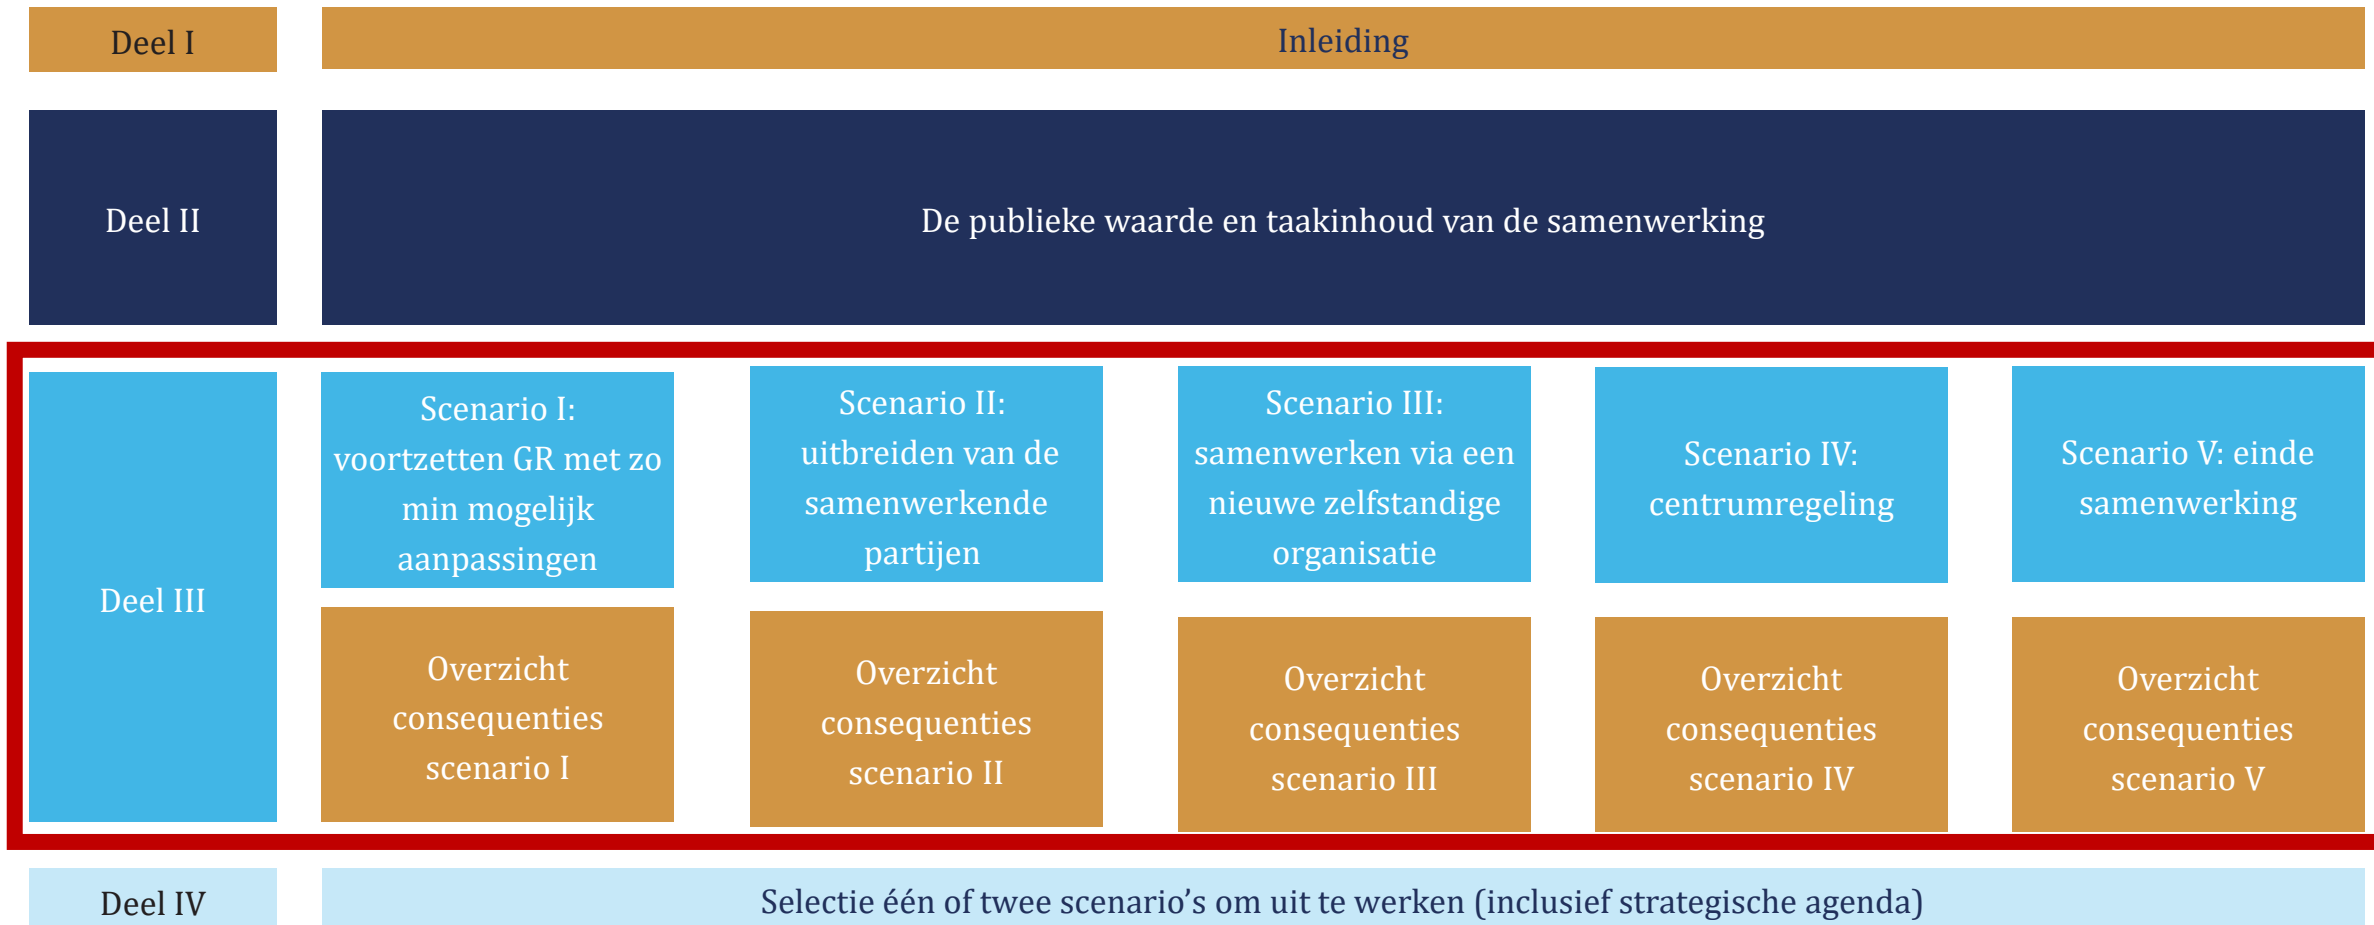 Deel I
Inleiding
Deel II
De publieke waarde en taakinhoud van de samenwerking
Deel III
Scenario I:
voortzetten GR met zo
min mogelijk
aanpassingen
Scenario II:
uitbreiden van de
samenwerkende
partijen
Scenario III:
samenwerken via een
nieuwe zelfstandige
organisatie
Scenario IV:
centrumregeling
Scenario V: einde
samenwerking
Overzicht
consequenties
scenario I
Overzicht
consequenties
scenario II
Overzicht
consequenties
scenario III
Overzicht
consequenties
scenario IV
Overzicht
consequenties
scenario V
Deel IV
Selectie één of twee scenario’s om uit te werken (inclusief strategische agenda)